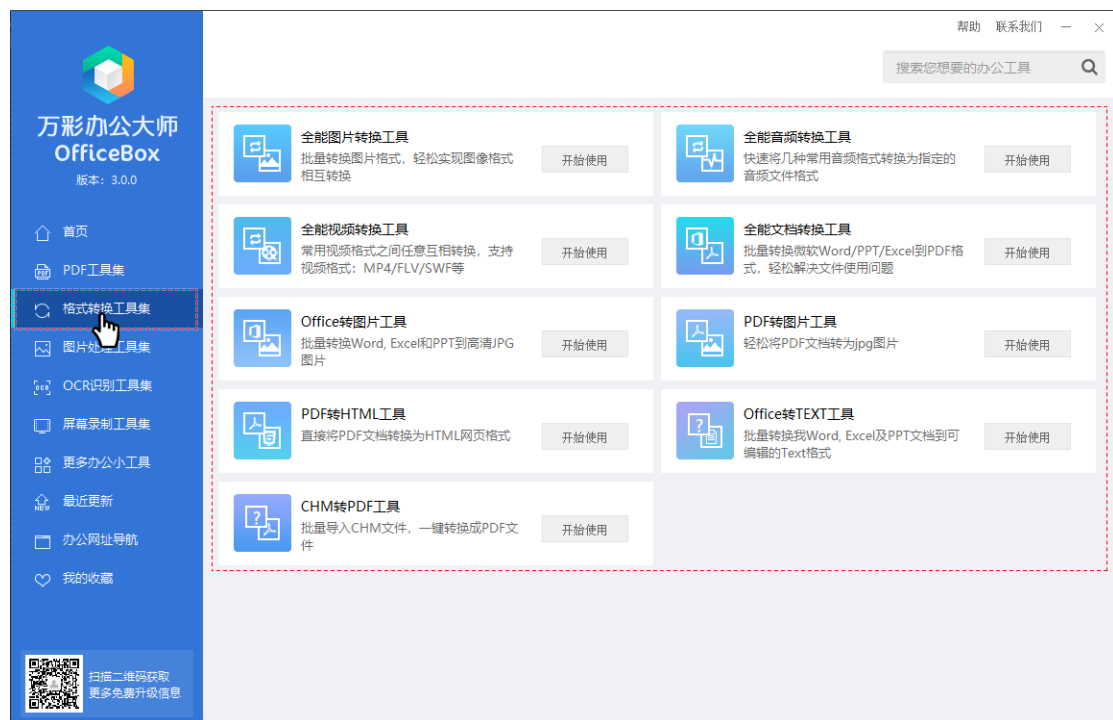 帮助 联系我们
搜索您想要的办公工具
万彩办公大师
OfficeBox
版本：3.0.0
首页
PDF工具集
格式转换工具集
图片处理工具集
OCR识别工具集
屏幕录制工具集
更多办公小工具
最近更新
办公网址导航
我的收藏
扫描二维码获取
更多免费升级信息
全能图片转换工具
批量转换图片格式，轻松实现图像格式
相互转换
开始使用
全能音频转换工具
快速将几种常用音频格式转换为指定的
音频文件格式
开始使用
全能视频转换工具
常用视频格式之间任意互相转换，支持
视频格式：MP4/FLV/SWF等
开始使用
全能文档转换工具
批量转换微软Word/PPT/Excel到PDF格
式，轻松解决文件使用问题
开始使用
Office转图片工具
批量转换Word, Excel和PPT到高清JPG
图片
开始使用
PDF转图片工具
轻松将PDF文档转为jpg图片
开始使用
PDF转HTML工具
直接将PDF文档转换为HTML网页格式
开始使用
Office转TEXT工具
批量转换我Word, Excel及PPT文档到可
编辑的Text格式
开始使用
CHM转PDF工具
批量导入CHM文件，一键转换成PDF文
件
开始使用